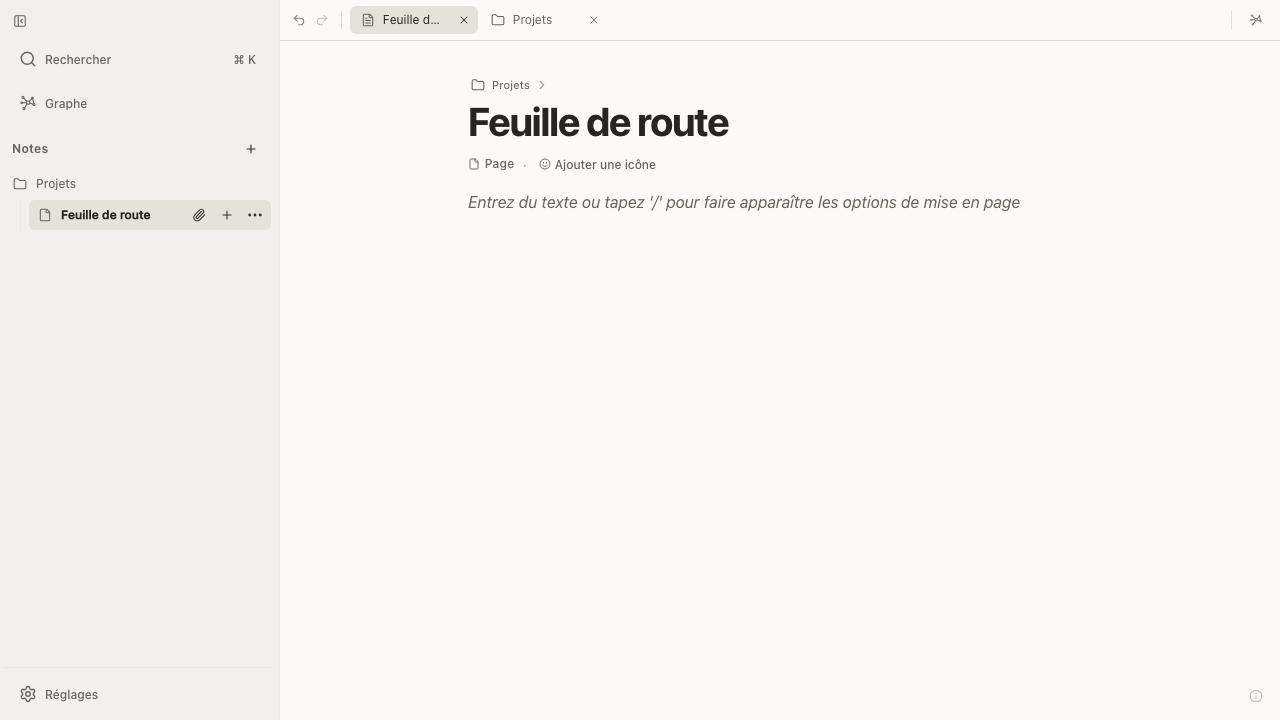 Rechercher ⌘ K
Graphe
Notes
Projets
Feuille de route
Réglages
Feuille d...
Projets
Projets
Feuille de route
Page · Ajouter une icône
Entrez du texte ou tapez '/' pour faire apparaître les options de mise en page